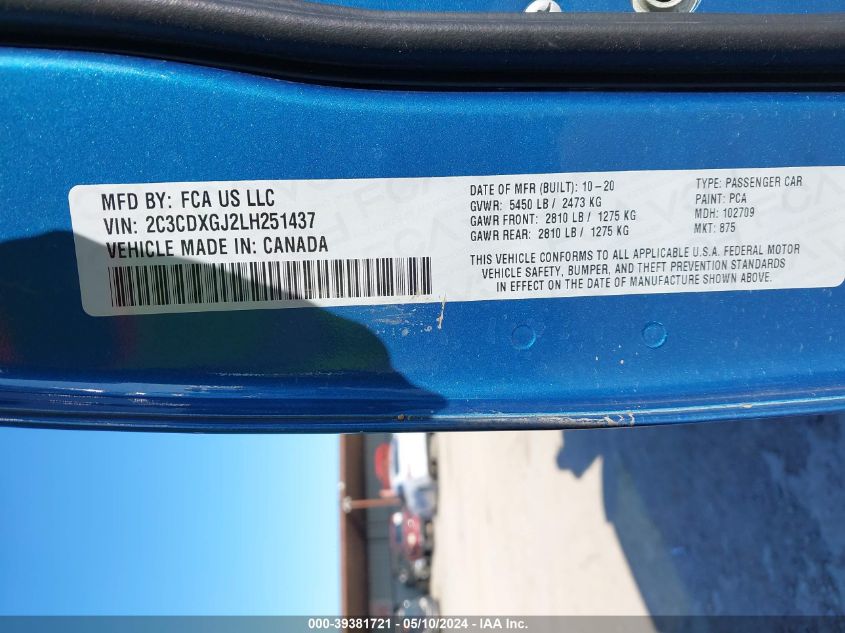 MFD BY: FCA US LLC
VIN: 2C3CDXGJ2LH251437
VEHICLE MADE IN: CANADA
DATE OF MFR (BUILT): 10-20
GVWR: 5450 LB / 2473 KG
GAWR FRONT: 2810 LB / 1275 KG
GAWR REAR: 2810 LB / 1275 KG
TYPE: PASSENGER CAR
PAINT: PCA
MDH: 102709
MKT: 875
THIS VEHICLE CONFORMS TO ALL APPLICABLE U.S.A. FEDERAL MOTOR
VEHICLE SAFETY, BUMPER, AND THEFT PREVENTION STANDARDS
IN EFFECT ON THE DATE OF MANUFACTURE SHOWN ABOVE.
000-39381721 - 05/10/2024 - IAA Inc.